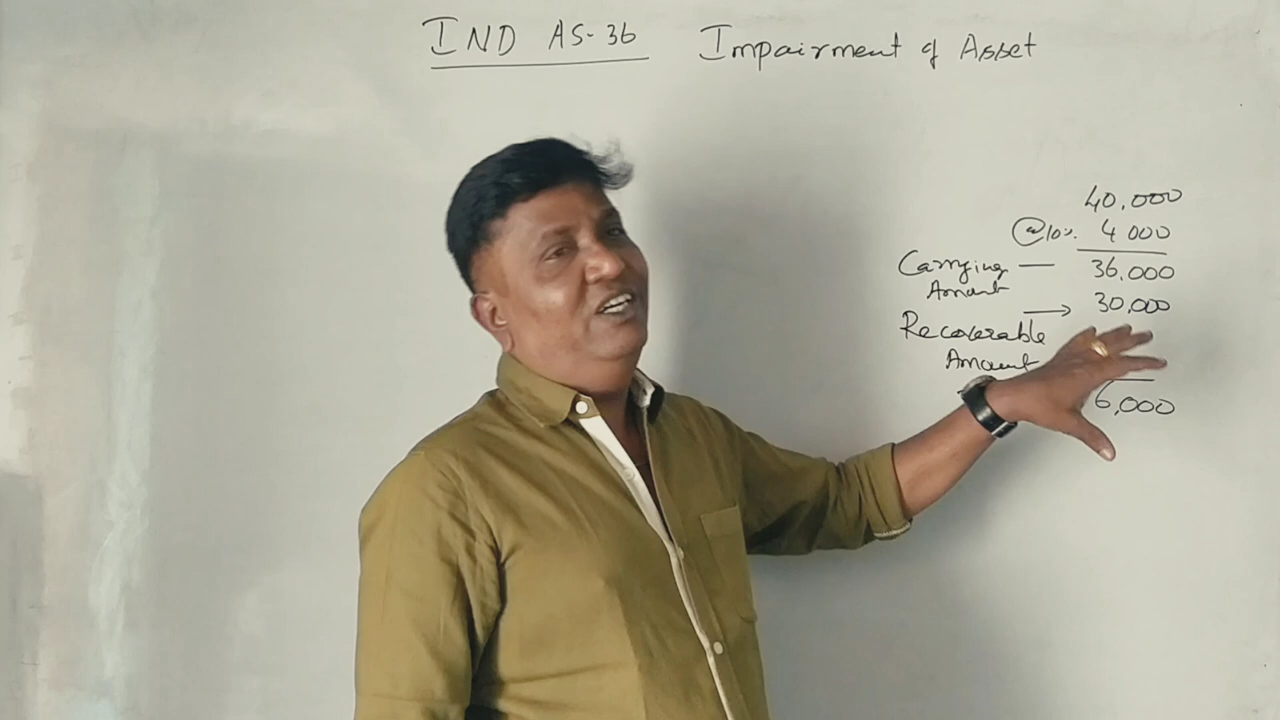 IND AS-36 Impairment of Asset
40,000
@10%. 4 000
Carrying — 36,000
Amount
→ 30,000
Recoverable
Amount
6,000